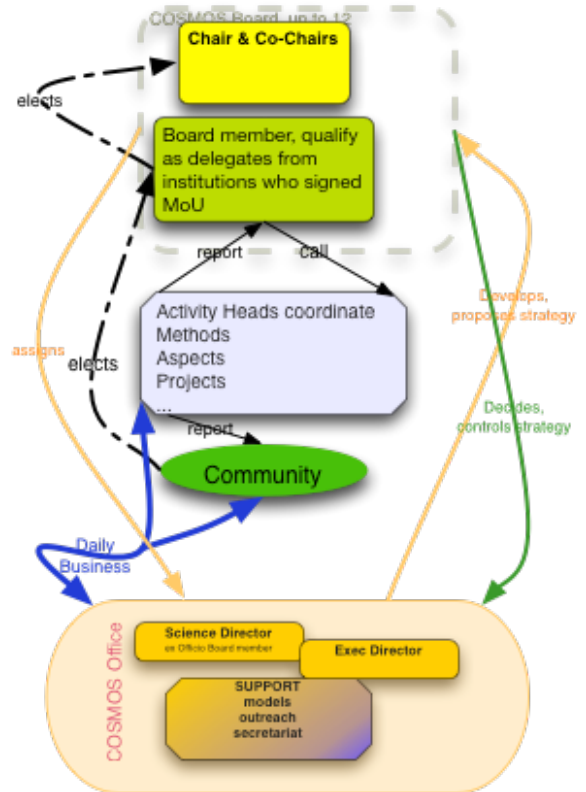 COSMOS Board, up to 12
Chair & Co-Chairs
elects
Board member, qualify
as delegates from
institutions who signed
MoU
report
call
Activity Heads coordinate
Methods
Aspects
Projects
...
Develops,
proposes strategy
assigns
elects
Decides,
controls strategy
report
Community
Daily
Business
COSMOS Office
Science Director
ex Officio Board member
Exec Director
SUPPORT
models
outreach
secretariat